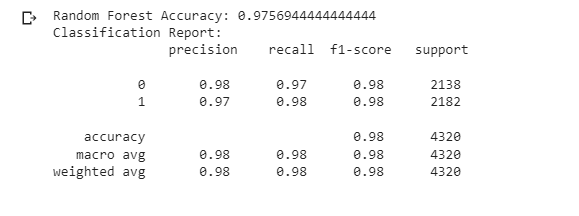 Random Forest Accuracy: 0.9756944444444444
Classification Report:
precision recall f1-score support
0 0.98 0.97 0.98 2138
1 0.97 0.98 0.98 2182
accuracy 0.98 4320
macro avg 0.98 0.98 0.98 4320
weighted avg 0.98 0.98 0.98 4320